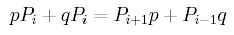 pP_i + qP_i = P_{i+1}p + P_{i-1}q